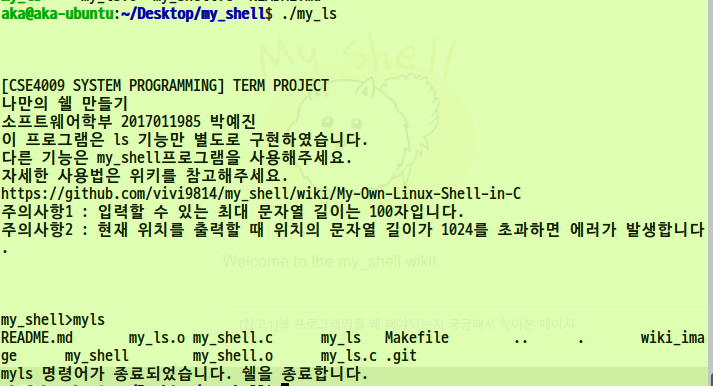 aka@aka-ubuntu:~/Desktop/my_shell$ ./my_ls
My shell
[CSE4009 SYSTEM PROGRAMMING] TERM PROJECT
나만의 쉘 만들기
소프트웨어학부 2017011985 박예진
이 프로그램은 ls 기능만 별도로 구현하였습니다.
다른 기능은 my_shell프로그램을 사용해주세요.
자세한 사용법은 위키를 참고해주세요.
https://github.com/vivi9814/my_shell/wiki/My-Own-Linux-Shell-in-C
주의사항1 : 입력할 수 있는 최대 문자열 길이는 100자입니다.
주의사항2 : 현재 위치를 출력할 때 위치의 문자열 길이가 1024를 초과하면 에러가 발생합니다
.
Welcome to the my_shell wiki!
my_shell>myls
README.md my_ls.o my_shell.c my_ls Makefile .. . wiki_ima
ge my_shell my_shell.o my_ls.c .git
myls 명령어가 종료되었습니다. 쉘을 종료합니다.